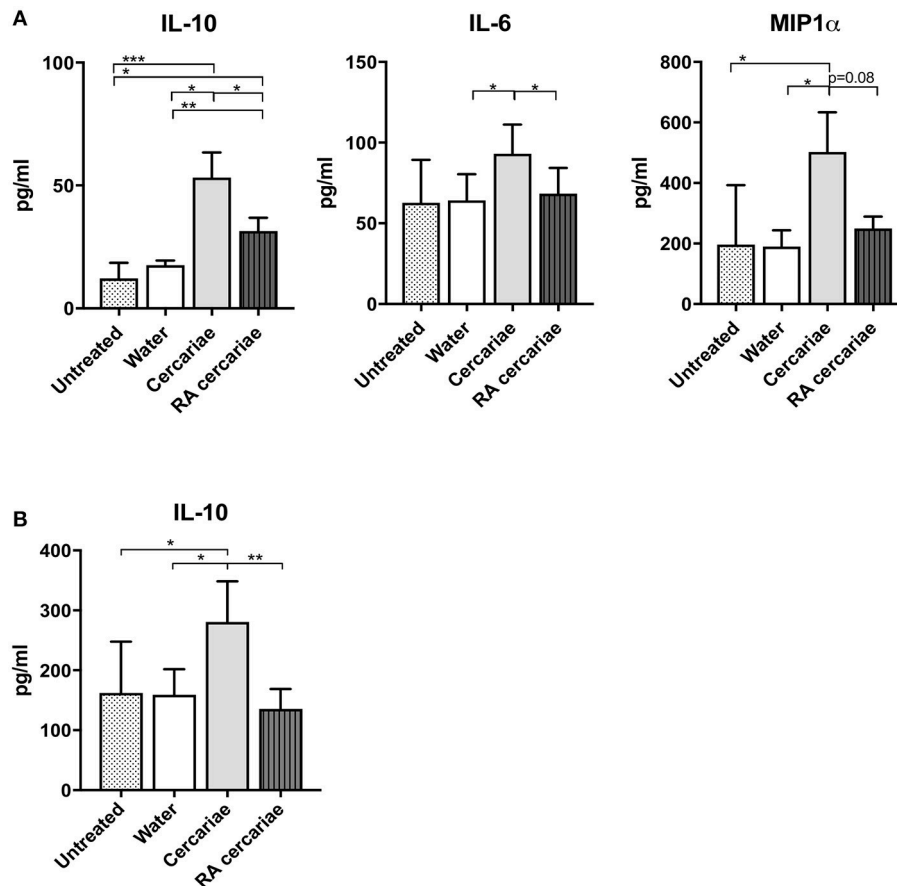 A
IL-10
IL-6
MIP1α
100
50
0
pg/ml
***
*
*
*
**
Untreated
Water
Cercariae
RA cercariae
150
100
50
0
pg/ml
*
*
Untreated
Water
Cercariae
RA cercariae
800
600
400
200
0
pg/ml
*
*
p=0.08
Untreated
Water
Cercariae
RA cercariae
B
IL-10
400
300
200
100
0
pg/ml
*
*
**
Untreated
Water
Cercariae
RA cercariae